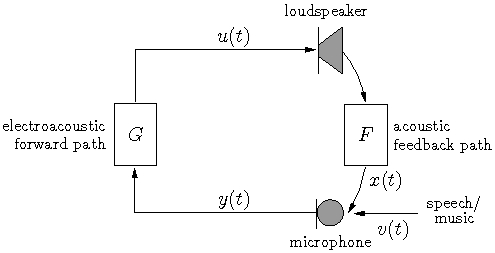 loudspeaker
u(t)
electroacoustic
forward path
G
F
acoustic
feedback path
x(t)
y(t)
speech/
music
v(t)
microphone